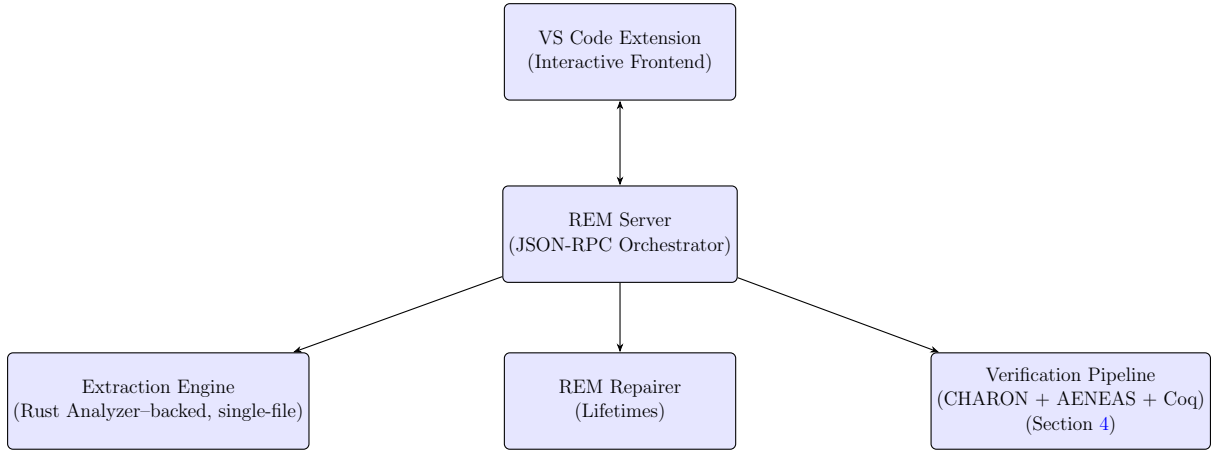 VS Code Extension
(Interactive Frontend)
REM Server
(JSON-RPC Orchestrator)
Extraction Engine
(Rust Analyzer–backed, single-file)
REM Repairer
(Lifetimes)
Verification Pipeline
(CHARON + AENEAS + Coq)
(Section 4)